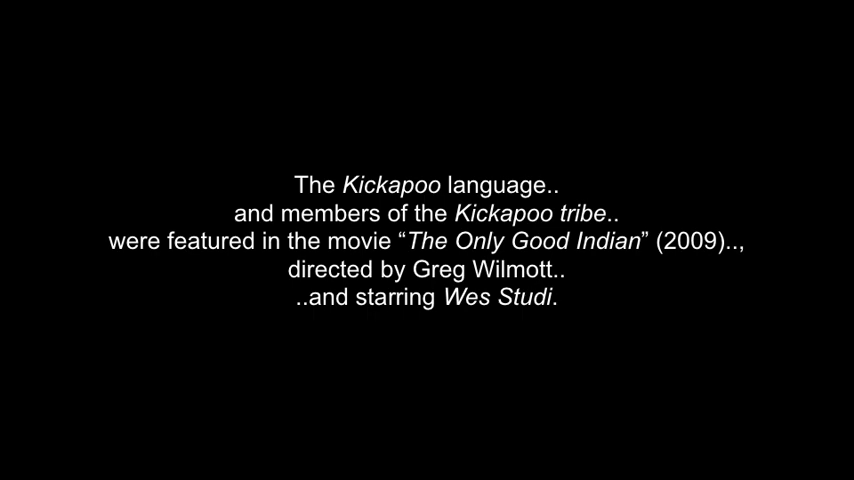 The Kickapoo language..
and members of the Kickapoo tribe..
were featured in the movie “The Only Good Indian” (2009)..,
directed by Greg Wilmott..
..and starring Wes Studi.